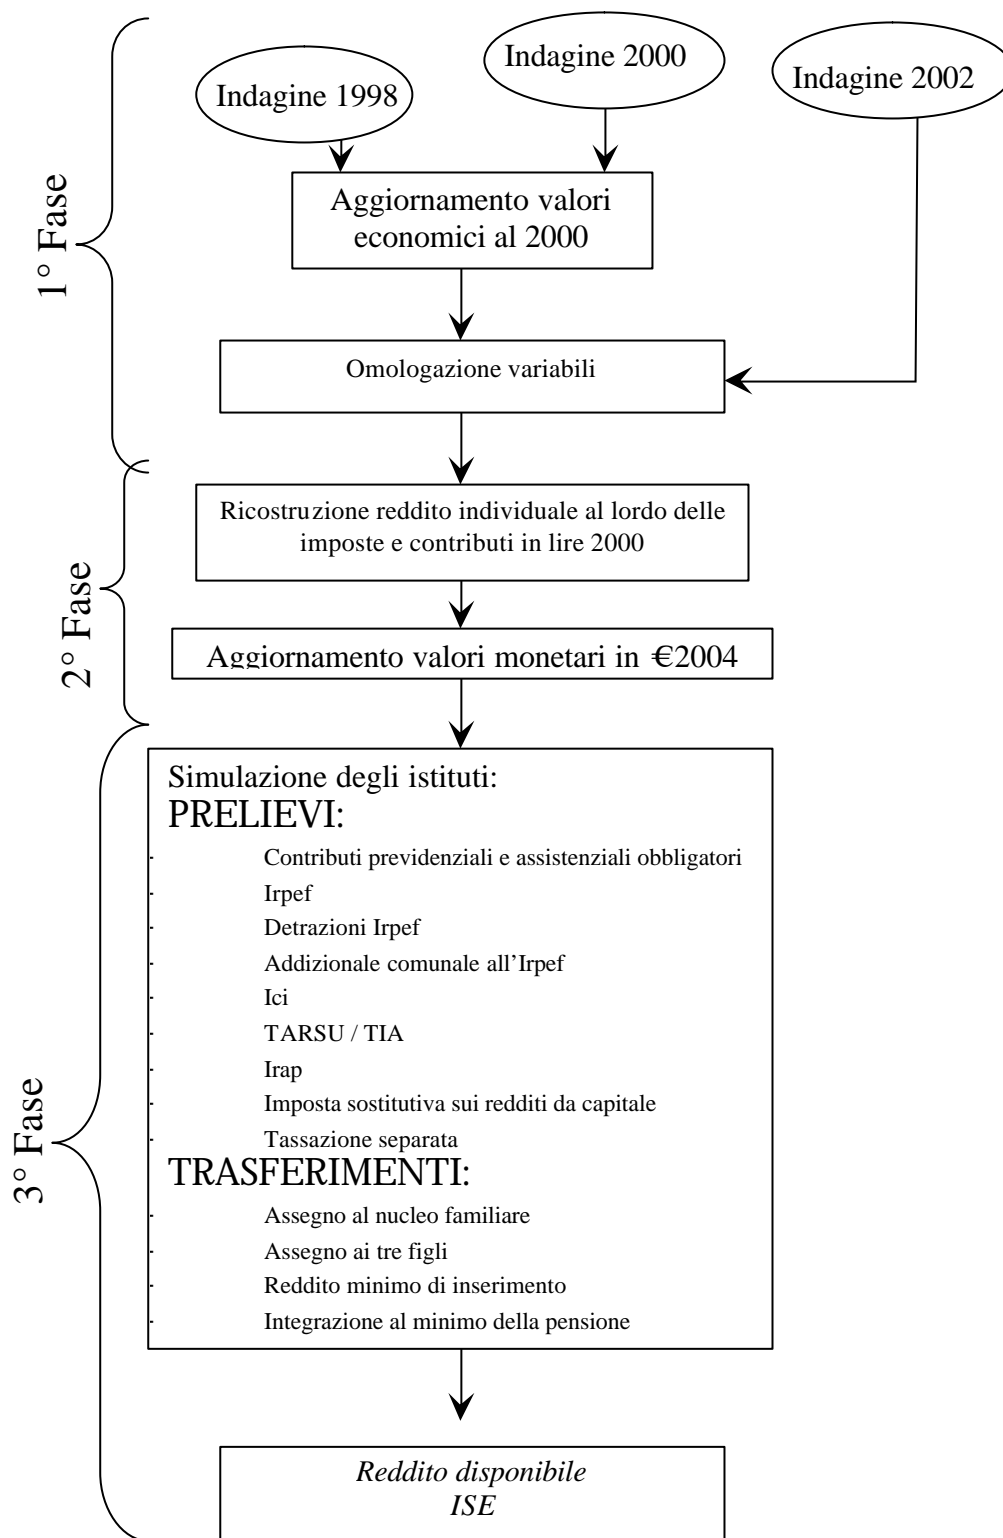 Indagine 1998
Indagine 2000
Indagine 2002
1° Fase
Aggiornamento valori
economici al 2000
Omologazione variabili
2° Fase
Ricostruzione reddito individuale al lordo delle
imposte e contributi in lire 2000
Aggiornamento valori monetari in €2004
3° Fase
Simulazione degli istituti:
PRELIEVI:
- Contributi previdenziali e assistenziali obbligatori
- Irpef
- Detrazioni Irpef
- Addizionale comunale all’Irpef
- Ici
- TARSU / TIA
- Irap
- Imposta sostitutiva sui redditi da capitale
- Tassazione separata
TRASFERIMENTI:
- Assegno al nucleo familiare
- Assegno ai tre figli
- Reddito minimo di inserimento
- Integrazione al minimo della pensione
Reddito disponibile
ISE